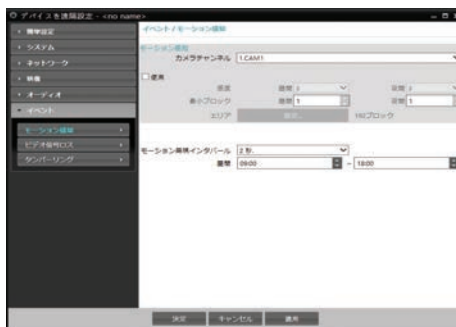 デバイスを遠隔設定 - <no name>
簡単設定
システム
ネットワーク
映像
オーディオ
イベント
モーション感知
ビデオ信号ロス
タンパーリング
イベント / モーション感知
モーション感知
カメラチャンネル 1.CAM1
使用
感度 昼間 夜間
最小ブロック 昼間 1 夜間 1
エリア 192ブロック
モーション無視インタバール 2 秒.
昼間 09:00 ~ 18:00
決定 キャンセル 適用